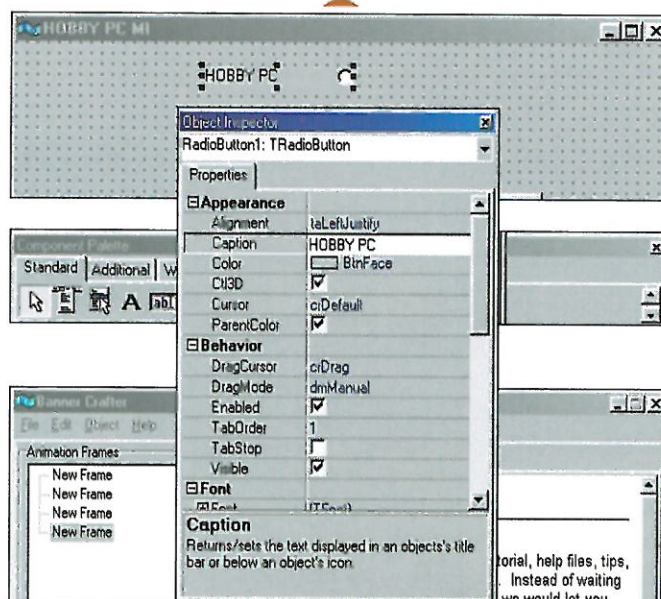 HOBBY PC MI
HOBBY PC
Object Inspector
RadioButton1: TRadioButton
Properties
Appearance
Alignment taLeftJustify
Caption HOBBY PC
Color BtnFace
Ctl3D
Cursor crDefault
ParentColor
Behavior
DragCursor crDrag
DragMode dmManual
Enabled
TabOrder 1
TabStop
Visible
Font
Font (TFont)
Caption
Returns/sets the text displayed in an objects's title
bar or below an object's icon.
Component Palette
Standard Additional W
A ab
Banner Crafter
File Edit Object Help
Animation Frames
New Frame
New Frame
New Frame
New Frame
torial, help files, tips,
. Instead of waiting
we would let you